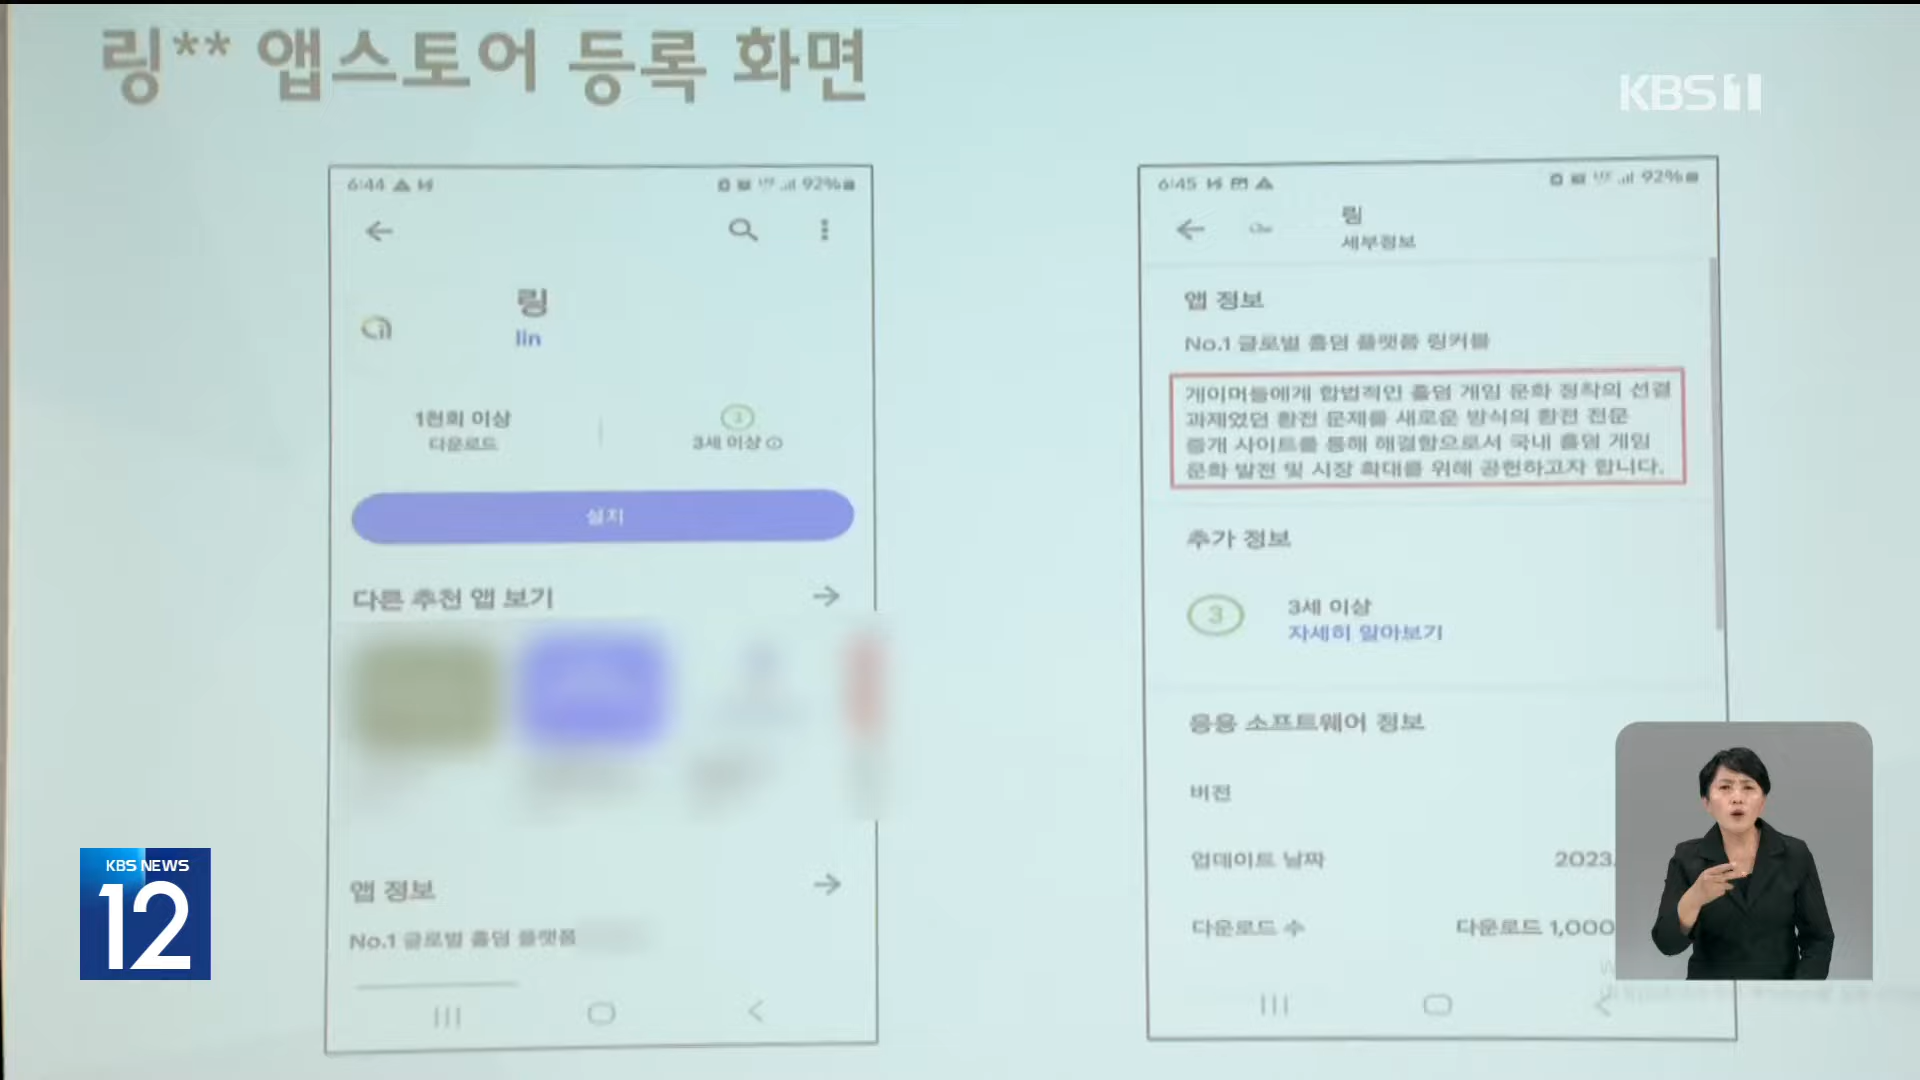 링** 앱스토어 등록 화면
KBS 1
6:44
92%
링
lin
1천회 이상
다운로드
3
3세 이상
설치
다른 추천 앱 보기
앱 정보
No.1 글로벌 홀덤 플랫폼
6:45
92%
링
세부정보
앱 정보
No.1 글로벌 홀덤 플랫폼 링커블
게이머들에게 합법적인 홀덤 게임 문화 정착의 선결
과제였던 환전 문제를 새로운 방식의 환전 전문
중개 사이트를 통해 해결함으로서 국내 홀덤 게임
문화 발전 및 시장 확대를 위해 공헌하고자 합니다.
추가 정보
3
3세 이상
자세히 알아보기
응용 소프트웨어 정보
버전
업데이트 날짜
2023.
다운로드 수
다운로드 1,000
KBS NEWS
12